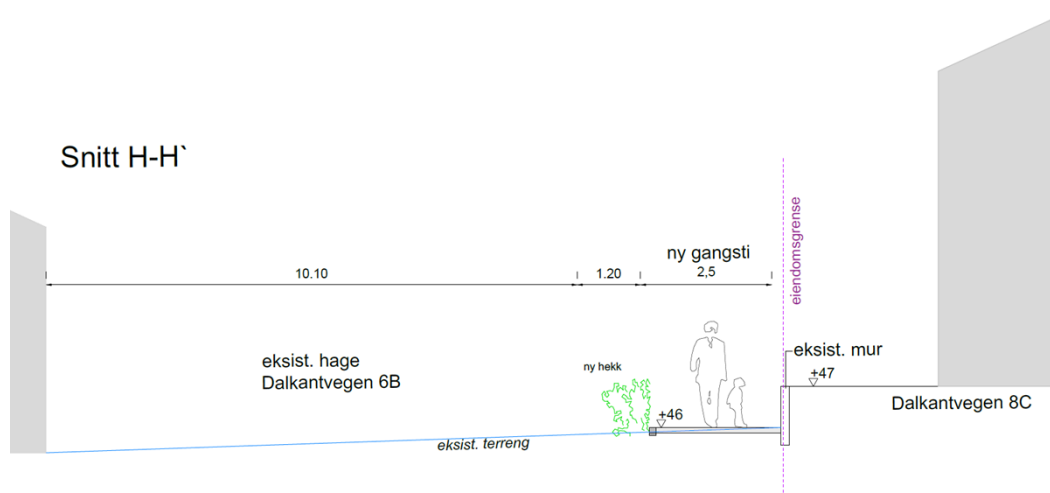 Snitt H-H`
eiendomsgrense
ny gangsti
10.10
1.20
2,5
eksist. mur
eksist. hage
Dalkantvegen 6B
ny hekk
+47
Dalkantvegen 8C
+46
eksist. terreng